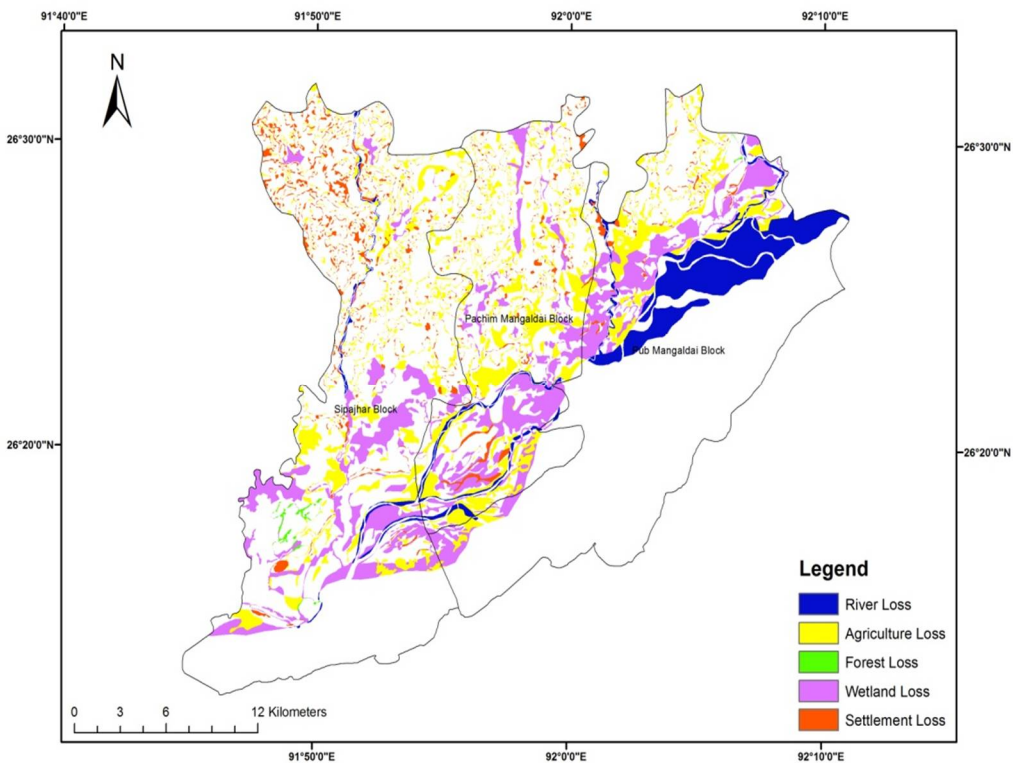 91°40'0"E 91°50'0"E 92°0'0"E 92°10'0"E
N
26°30'0"N 26°30'0"N
Pachim Mangaldai Block
Pub Mangaldai Block
Sipajhar Block
26°20'0"N 26°20'0"N
Legend
River Loss
Agriculture Loss
Forest Loss
Wetland Loss
Settlement Loss
0 3 6 12 Kilometers
91°50'0"E 92°0'0"E 92°10'0"E